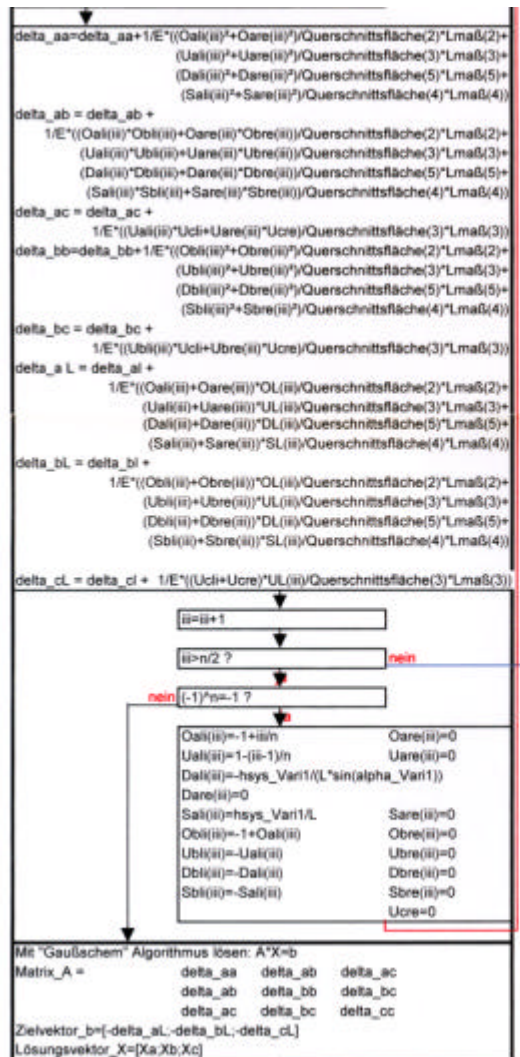 delta_aa=delta_aa+1/E*((Oali(iii)²+Oare(iii)²)/Querschnittsfläche(2)*Lmaß(2)+
(Uali(iii)²+Uare(iii)²)/Querschnittsfläche(3)*Lmaß(3)+
(Dali(iii)²+Dare(iii)²)/Querschnittsfläche(5)*Lmaß(5)+
(Sali(iii)²+Sare(iii)²)/Querschnittsfläche(4)*Lmaß(4))
delta_ab = delta_ab +
1/E*((Oali(iii)*Obli(iii)+Oare(iii)*Obre(iii))/Querschnittsfläche(2)*Lmaß(2)+
(Uali(iii)*Ubli(iii)+Uare(iii)*Ubre(iii))/Querschnittsfläche(3)*Lmaß(3)+
(Dali(iii)*Dbli(iii)+Dare(iii)*Dbre(iii))/Querschnittsfläche(5)*Lmaß(5)+
(Sali(iii)*Sbli(iii)+Sare(iii)*Sbre(iii))/Querschnittsfläche(4)*Lmaß(4))
delta_ac = delta_ac +
1/E*((Uali(iii)*Ucli+Uare(iii)*Ucre)/Querschnittsfläche(3)*Lmaß(3))
delta_bb=delta_bb+1/E*((Obli(iii)²+Obre(iii)²)/Querschnittsfläche(2)*Lmaß(2)+
(Ubli(iii)²+Ubre(iii)²)/Querschnittsfläche(3)*Lmaß(3)+
(Dbli(iii)²+Dbre(iii)²)/Querschnittsfläche(5)*Lmaß(5)+
(Sbli(iii)²+Sbre(iii)²)/Querschnittsfläche(4)*Lmaß(4))
delta_bc = delta_bc +
1/E*((Ubli(iii)*Ucli+Ubre(iii)*Ucre)/Querschnittsfläche(3)*Lmaß(3))
delta_a L = delta_al +
1/E*((Oali(iii)+Oare(iii))*OL(iii)/Querschnittsfläche(2)*Lmaß(2)+
(Uali(iii)+Uare(iii))*UL(iii)/Querschnittsfläche(3)*Lmaß(3)+
(Dali(iii)+Dare(iii))*DL(iii)/Querschnittsfläche(5)*Lmaß(5)+
(Sali(iii)+Sare(iii))*SL(iii)/Querschnittsfläche(4)*Lmaß(4))
delta_bL = delta_bl +
1/E*((Obli(iii)+Obre(iii))*OL(iii)/Querschnittsfläche(2)*Lmaß(2)+
(Ubli(iii)+Ubre(iii))*UL(iii)/Querschnittsfläche(3)*Lmaß(3)+
(Dbli(iii)+Dbre(iii))*DL(iii)/Querschnittsfläche(5)*Lmaß(5)+
(Sbli(iii)+Sbre(iii))*SL(iii)/Querschnittsfläche(4)*Lmaß(4))
delta_cL = delta_cl + 1/E*((Ucli+Ucre)*UL(iii)/Querschnittsfläche(3)*Lmaß(3))
iii=iii+1
iii>n/2 ? nein
nein (-1)^n=-1 ?
Oali(iii)=-1+iii/n Oare(iii)=0
Uali(iii)=1-(iii-1)/n Uare(iii)=0
Dali(iii)=-hsys_Vari1/(L*sin(alpha_Vari1))
Dare(iii)=0
Sali(iii)=hsys_Vari1/L Sare(iii)=0
Obli(iii)=-1+Oali(iii) Obre(iii)=0
Ubli(iii)=-Uali(iii) Ubre(iii)=0
Dbli(iii)=-Dali(iii) Dbre(iii)=0
Sbli(iii)=-Sali(iii) Sbre(iii)=0
Ucre=0
Mit "Gaußschem" Algorithmus lösen: A*X=b
Matrix_A = delta_aa delta_ab delta_ac
delta_ab delta_bb delta_bc
delta_ac delta_bc delta_cc
Zielvektor_b=[-delta_aL;-delta_bL;-delta_cL]
Lösungsvektor_X=[Xa;Xb;Xc]